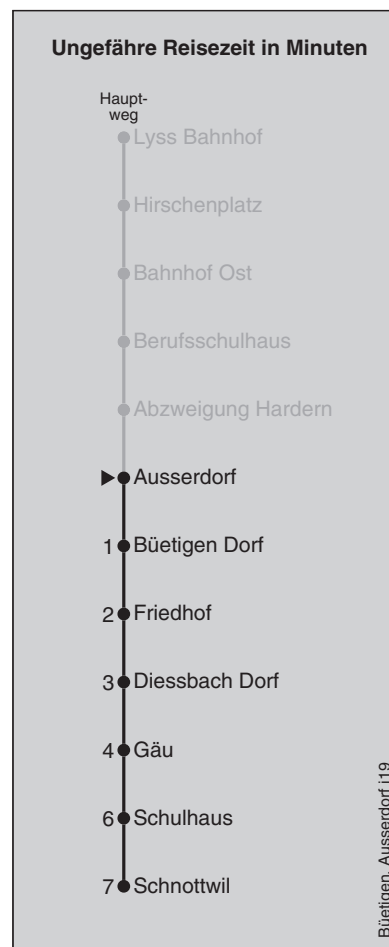 Ungefähre Reisezeit in Minuten
Haupt-
weg
Lyss Bahnhof
Hirschenplatz
Bahnhof Ost
Berufsschulhaus
Abzweigung Hardern
Ausserdorf
1 Büetigen Dorf
2 Friedhof
3 Diessbach Dorf
4 Gäu
6 Schulhaus
7 Schnottwil
Büetigen, Ausserdorf j19